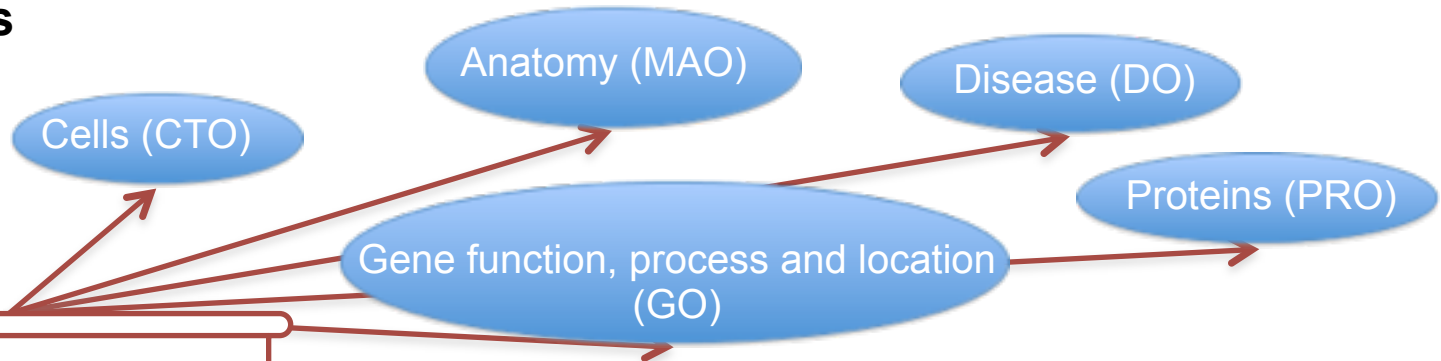 s
Anatomy (MAO)
Disease (DO)
Cells (CTO)
Proteins (PRO)
Gene function, process and location
(GO)